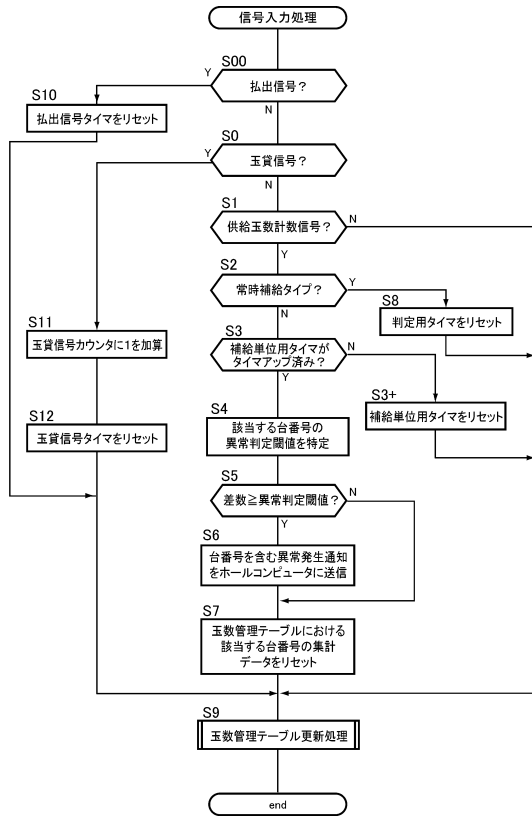 信号入力処理
S00
Y
払出信号？
N
S10
払出信号タイマをリセット
S0
Y
玉貸信号？
N
S1
供給玉数計数信号？
N
Y
S2
常時補給タイプ？
Y
N
S8
判定用タイマをリセット
S11
玉貸信号カウンタに1を加算
S3
補給単位用タイマが
タイマアップ済み？
N
Y
S3+
補給単位用タイマをリセット
S12
玉貸信号タイマをリセット
S4
該当する台番号の
異常判定閾値を特定
S5
差数≧異常判定閾値？
N
Y
S6
台番号を含む異常発生通知
をホールコンピュータに送信
S7
玉数管理テーブルにおける
該当する台番号の集計
データをリセット
S9
玉数管理テーブル更新処理
end